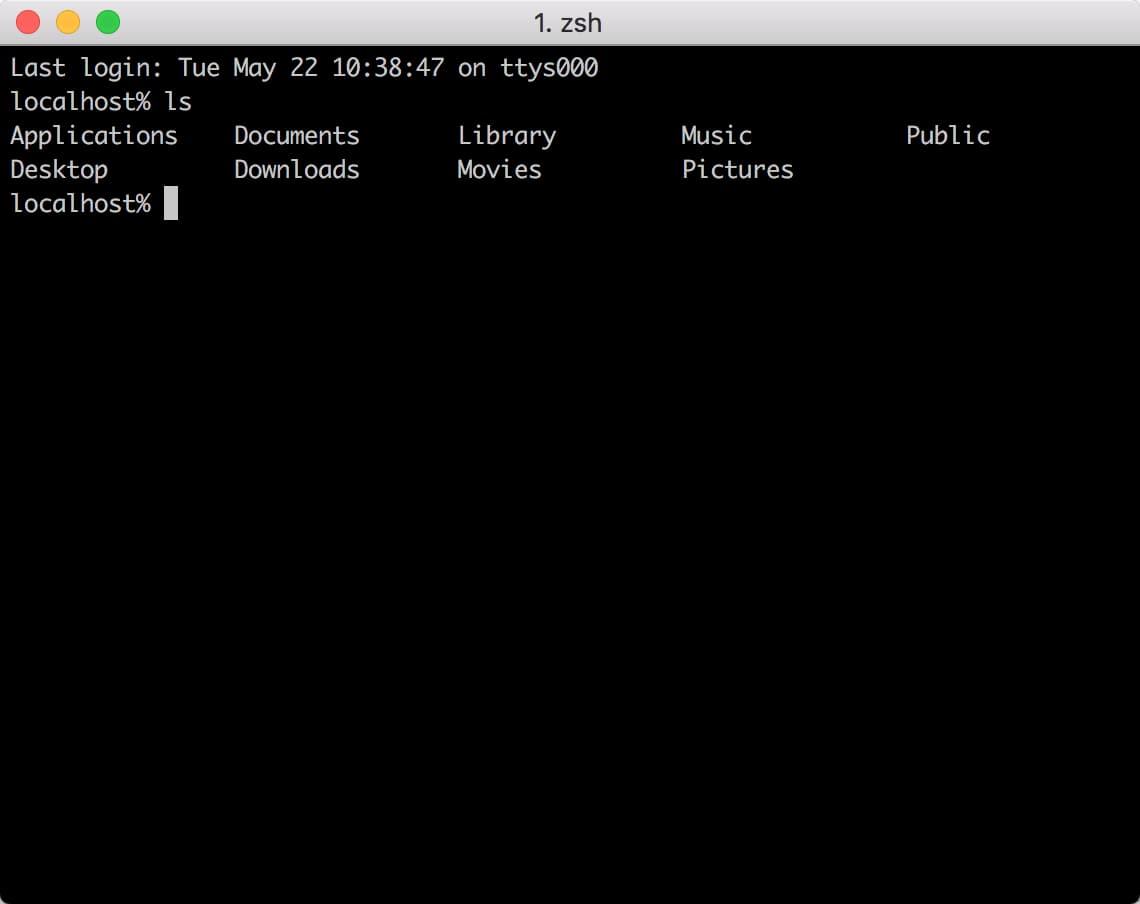 1. zsh
Last login: Tue May 22 10:38:47 on ttys000
localhost% ls
Applications    Documents       Library         Music           Public
Desktop         Downloads       Movies          Pictures
localhost%